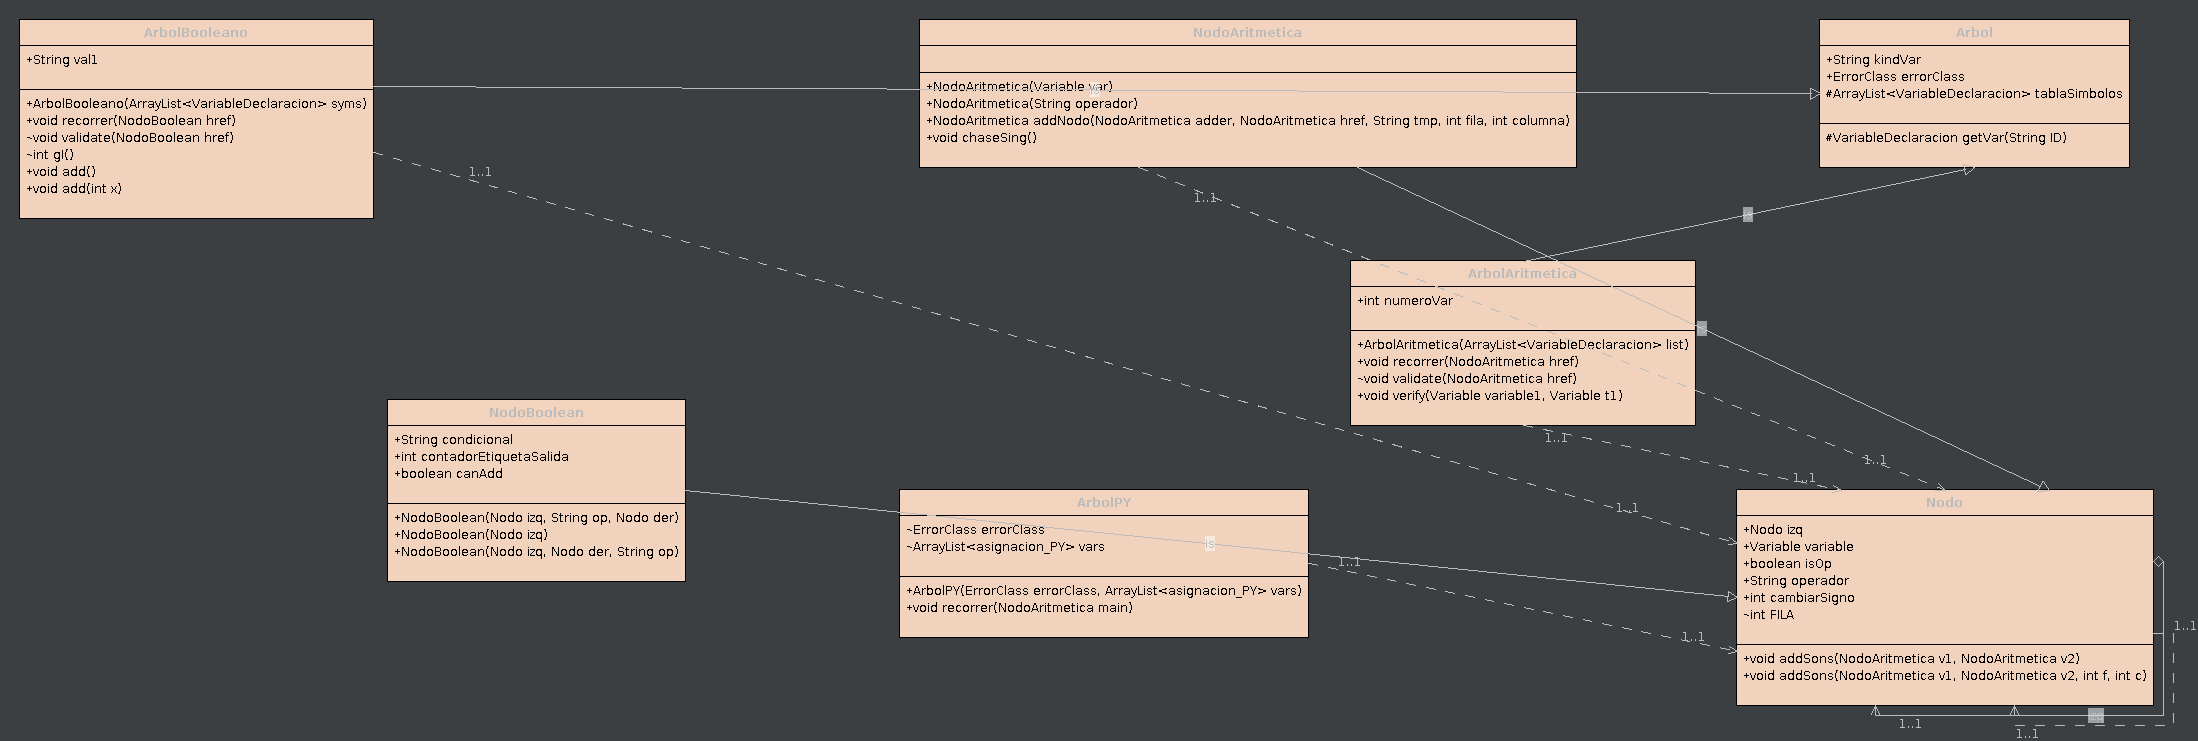 ArbolBooleano
+String val1
+ArbolBooleano(ArrayList<VariableDeclaracion> syms)
+void recorrer(NodoBoolean href)
~void validate(NodoBoolean href)
~int gl()
+void add()
+void add(int x)
NodoAritmetica
+NodoAritmetica(Variable var)
+NodoAritmetica(String operador)
+NodoAritmetica addNodo(NodoAritmetica adder, NodoAritmetica href, String tmp, int fila, int columna)
+void chaseSing()
Arbol
+String kindVar
+ErrorClass errorClass
#ArrayList<VariableDeclaracion> tablaSimbolos
#VariableDeclaracion getVar(String ID)
1..1
1..1
ArbolAritmetica
+int numeroVar
+ArbolAritmetica(ArrayList<VariableDeclaracion> list)
+void recorrer(NodoAritmetica href)
~void validate(NodoAritmetica href)
+void verify(Variable variable1, Variable t1)
1..1
1..1
1..1
1..1
NodoBoolean
+String condicional
+int contadorEtiquetaSalida
+boolean canAdd
+NodoBoolean(Nodo izq, String op, Nodo der)
+NodoBoolean(Nodo izq)
+NodoBoolean(Nodo izq, Nodo der, String op)
ArbolPY
~ErrorClass errorClass
~ArrayList<asignacion_PY> vars
is
+ArbolPY(ErrorClass errorClass, ArrayList<asignacion_PY> vars)
+void recorrer(NodoAritmetica main)
1..1
1..1
Nodo
+Nodo izq
+Variable variable
+boolean isOp
+String operador
+int cambiarSigno
~int FILA
+void addSons(NodoAritmetica v1, NodoAritmetica v2)
+void addSons(NodoAritmetica v1, NodoAritmetica v2, int f, int c)
1..1
1..1
1..1